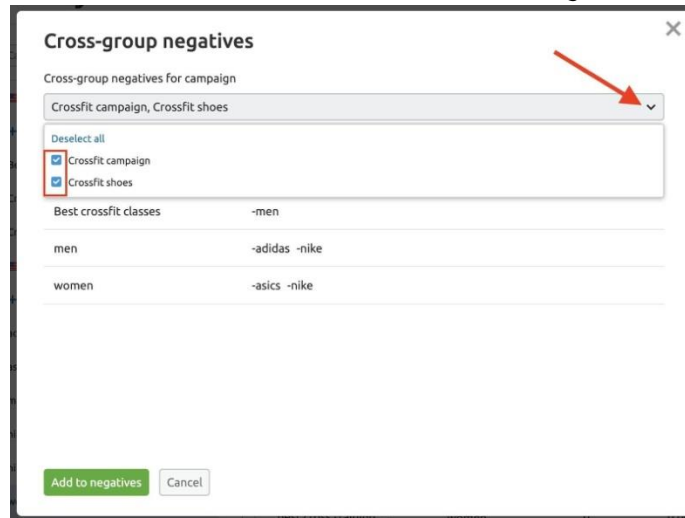 Cross-group negatives
Cross-group negatives for campaign
Crossfit campaign, Crossfit shoes
Deselect all
Crossfit campaign
Crossfit shoes
Best crossfit classes -men
men -adidas -nike
women -asics -nike
Add to negatives Cancel